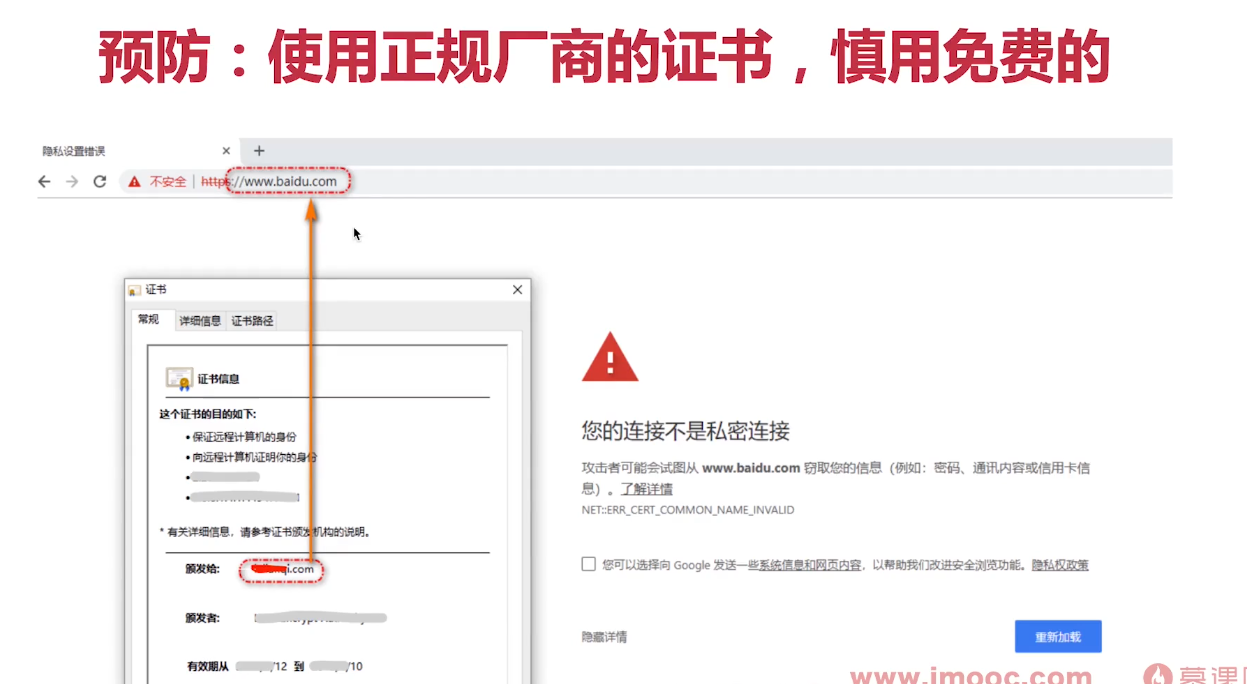 预防：使用正规厂商的证书，慎用免费的
隐私设置错误
不安全 https://www.baidu.com
证书
常规 详细信息 证书路径
证书信息
这个证书的目的如下:
• 保证远程计算机的身份
• 向远程计算机证明你的身份
* 有关详细信息，请参考证书颁发机构的说明。
颁发给: qi.com
颁发者:
有效期从 /12 到 /10
您的连接不是私密连接
攻击者可能会试图从 www.baidu.com 窃取您的信息（例如：密码、通讯内容或信用卡信
息）。了解详情
NET::ERR_CERT_COMMON_NAME_INVALID
您可以选择向 Google 发送一些系统信息和网页内容，以帮助我们改进安全浏览功能。隐私权政策
隐藏详情
重新加载
www.imooc.com 慕课